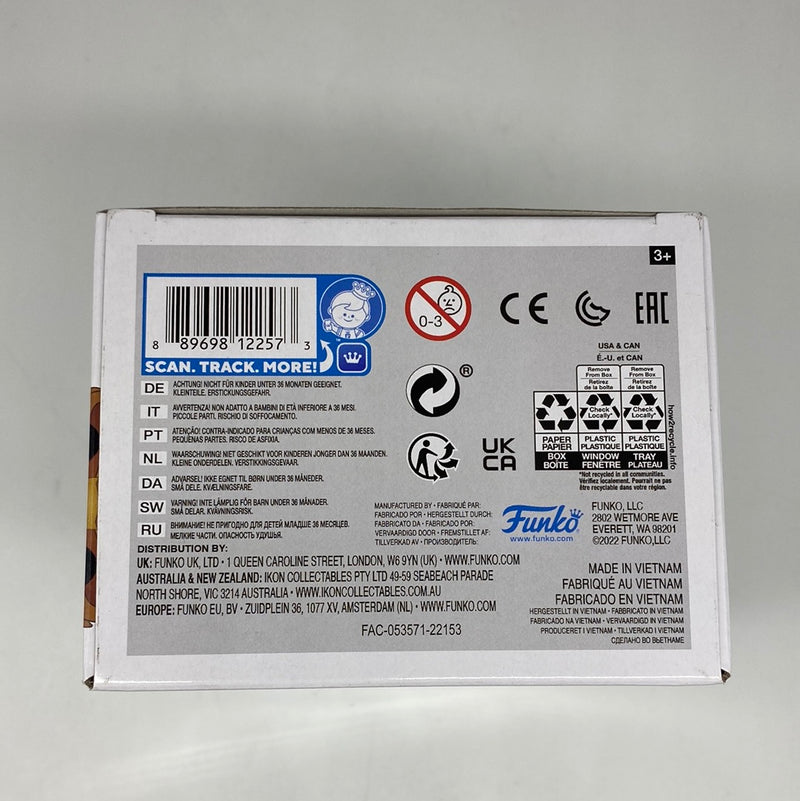 3+
8 89698 12257 3
SCAN. TRACK. MORE!
0-3
CE
EAC
®
UK
CA
USA & CAN
É.-U. et CAN
Remove From Box
Retirez de la boîte
Remove From Box
Retirez de la boîte
Check Locally*
Check Locally*
PAPER
PAPIER
PLASTIC
PLASTIQUE
PLASTIC
PLASTIQUE
BOX
BOÎTE
WINDOW
FENÊTRE
TRAY
PLATEAU
*Not recycled in all communities.
Vérifiez localement. Pourrait ne pas
être recyclable dans votre région.
how2recycle.info
DE ACHTUNG! NICHT FÜR KINDER UNTER 36 MONATEN GEEIGNET.
KLEINTEILE. ERSTICKUNGSGEFAHR.
IT AVVERTENZA! NON ADATTO A BAMBINI DI ETÀ INFERIORE A 36 MESI.
PICCOLE PARTI. RISCHIO DI SOFFOCAMENTO.
PT ATENÇÃO! CONTRA-INDICADO PARA CRIANÇAS COM MENOS DE 36 MESES.
PEQUENAS PARTES. RISCO DE ASFIXIA.
NL WAARSCHUWING! NIET GESCHIKT VOOR KINDEREN JONGER DAN 36 MAANDEN.
KLEINE ONDERDELEN. VERSTIKKINGSGEVAAR.
DA ADVARSEL! IKKE EGNET TIL BØRN UNDER 36 MÅNEDER.
SMÅ DELE. KVÆLNINGSFARE.
SW VARNING! INTE LÄMPLIG FÖR BARN UNDER 36 MÅNADER.
SMÅ DELAR. KVÄVNINGSRISK.
RU ВНИМАНИЕ! НЕ ПРИГОДНО ДЛЯ ДЕТЕЙ МЛАДШЕ 36 МЕСЯЦЕВ.
МЕЛКИЕ ЧАСТИ. ОПАСНОСТЬ УДУШЬЯ.
MANUFACTURED BY • FABRIQUÉ PAR:
FABRICADO POR • HERGESTELLT DURCH:
FABBRICATO DA • FABRICADO POR:
VERVAARDIGD DOOR • FREMSTILLET AF:
TILLVERKAD AV • ПРОИЗВОДИТЕЛЬ:
Funko
www.funko.com
FUNKO, LLC
2802 WETMORE AVE
EVERETT, WA 98201
©2022 FUNKO,LLC
DISTRIBUTION BY:
UK: FUNKO UK, LTD • 1 QUEEN CAROLINE STREET, LONDON, W6 9YN (UK) • WWW.FUNKO.COM
AUSTRALIA & NEW ZEALAND: IKON COLLECTABLES PTY LTD 49-59 SEABEACH PARADE
NORTH SHORE, VIC 3214 AUSTRALIA • WWW.IKONCOLLECTABLES.COM.AU
EUROPE: FUNKO EU, BV • ZUIDPLEIN 36, 1077 XV, AMSTERDAM (NL) • WWW.FUNKO.COM
FAC-053571-22153
MADE IN VIETNAM
FABRIQUÉ AU VIETNAM
FABRICADO EN VIETNAM
HERGESTELLT IN VIETNAM • FABBRICATO IN VIETNAM
FABRICADO NA VIETNAM • VERVAARDIGD IN VIETNAM
PRODUCERET I VIETNAM • TILLVERKAD I VIETNAM
СДЕЛАНО ВО ВЬЕТНАМЕ